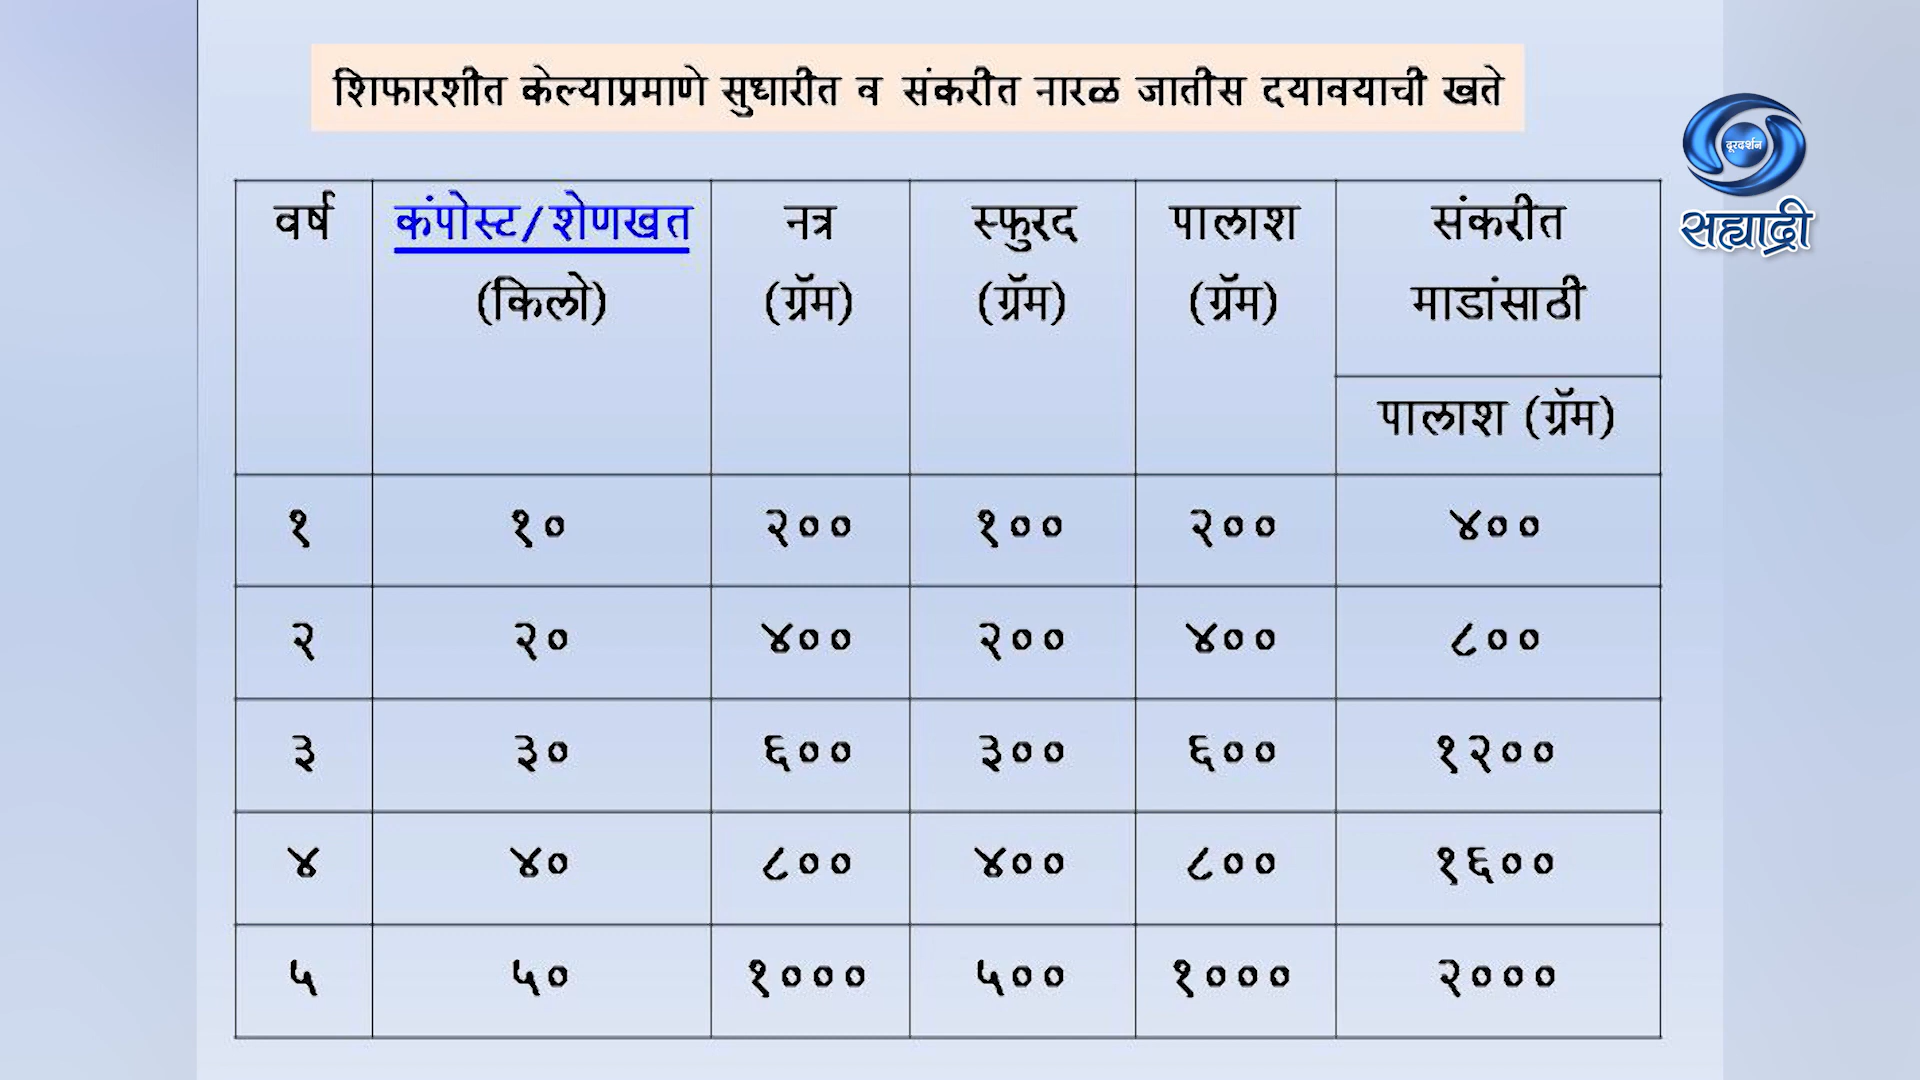 शिफारशीत केल्याप्रमाणे सुधारीत व संकरीत नारळ जातीस दयावयाची खते
दूरदर्शन
सह्याद्री
वर्ष कंपोस्ट/शेणखत नत्र स्फुरद पालाश संकरीत
(किलो) (ग्रॅम) (ग्रॅम) (ग्रॅम) माडांसाठी
पालाश (ग्रॅम)
१ १० २०० १०० २०० ४००
२ २० ४०० २०० ४०० ८००
३ ३० ६०० ३०० ६०० १२००
४ ४० ८०० ४०० ८०० १६००
५ ५० १००० ५०० १००० २०००